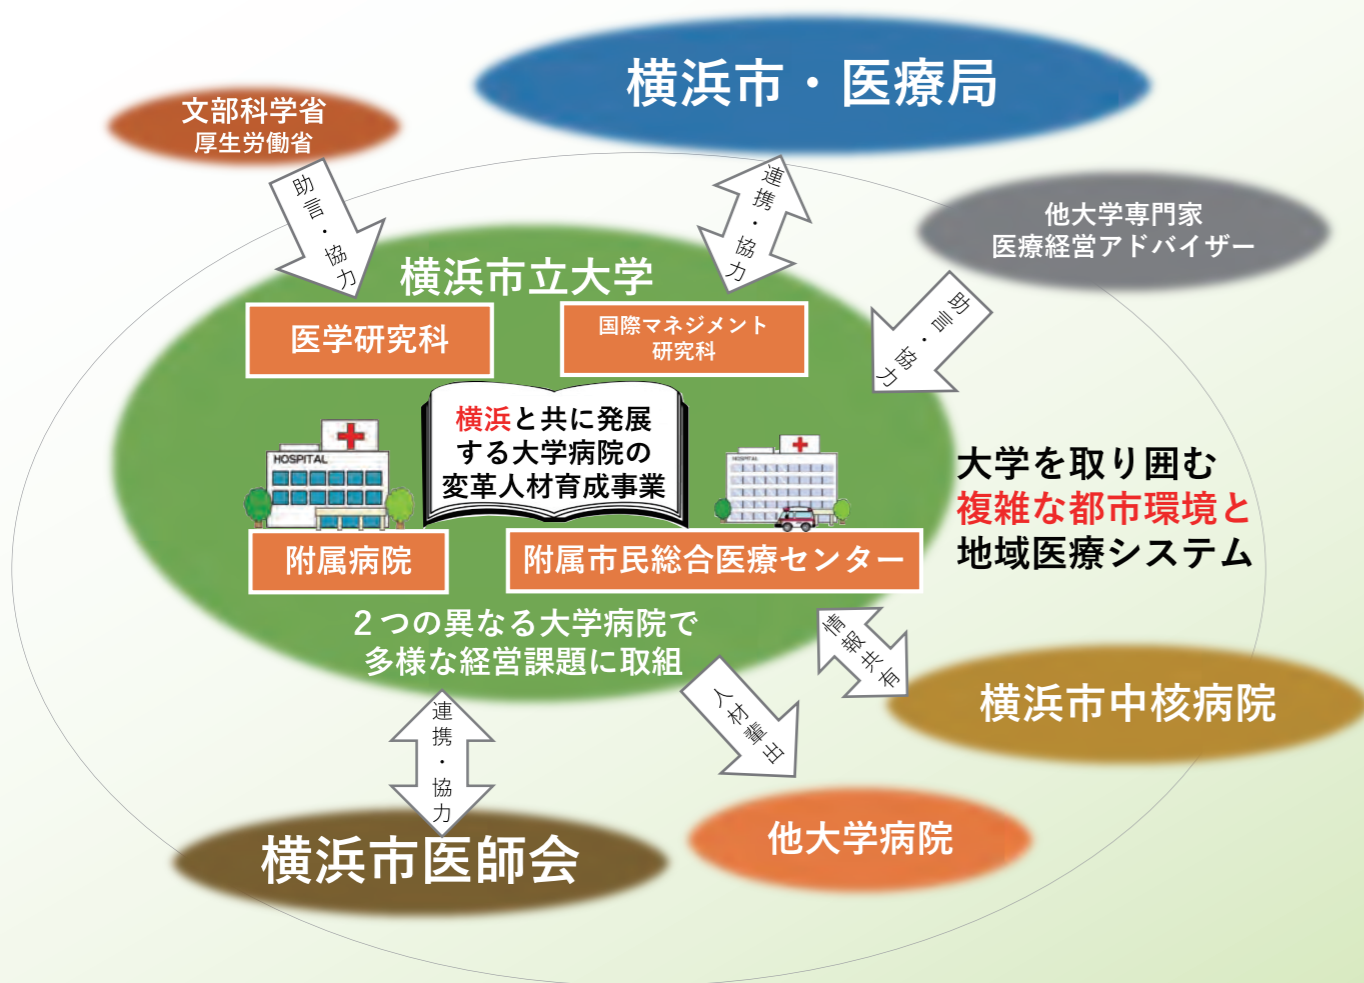 横浜市・医療局
文部科学省
厚生労働省
助言・協力
連携・協力
他大学専門家
医療経営アドバイザー
助言・協力
横浜市立大学
医学研究科
国際マネジメント
研究科
横浜と共に発展
する大学病院の
変革人材育成事業
HOSPITAL
HOSPITAL
大学を取り囲む
複雑な都市環境と
地域医療システム
附属病院
附属市民総合医療センター
２つの異なる大学病院で
多様な経営課題に取組
情報共有
人材輩出
連携・協力
横浜市中核病院
他大学病院
横浜市医師会